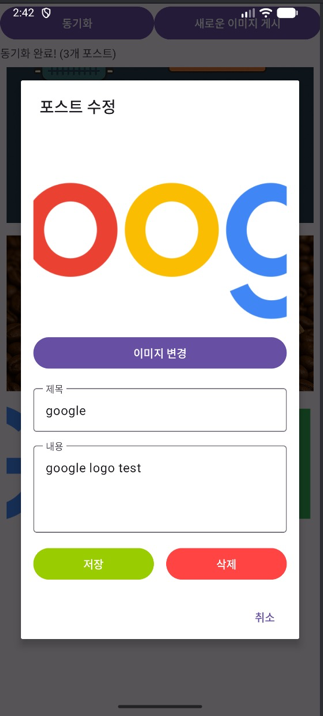 2:42
동기화
새로운 이미지 게시
동기화 완료! (3개 포스트)
포스트 수정
oog
이미지 변경
제목
google
내용
google logo test
저장
삭제
취소